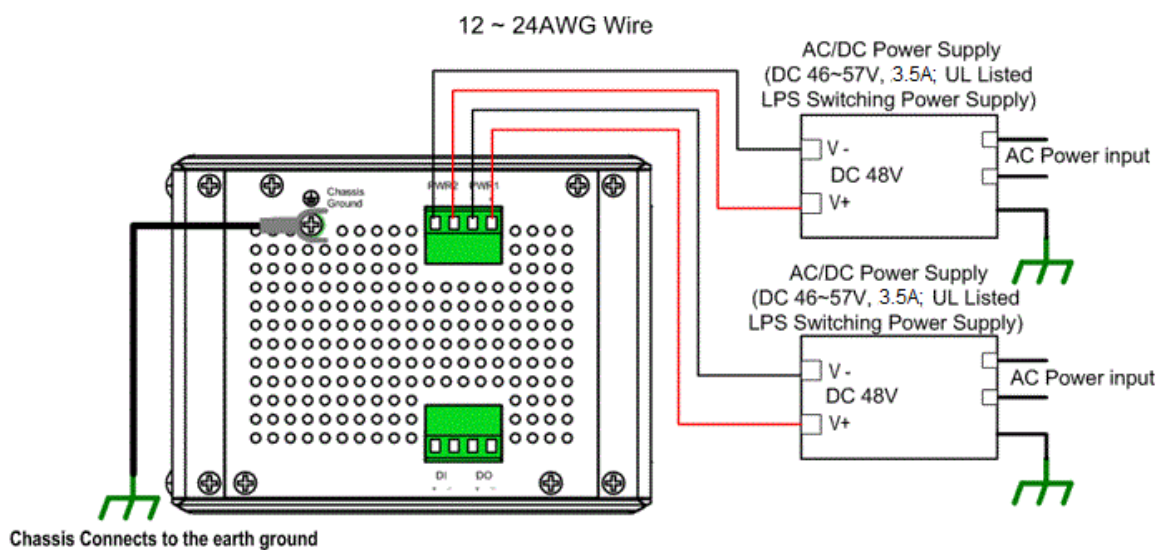 12 ~ 24AWG Wire
AC/DC Power Supply
(DC 46~57V, 3.5A; UL Listed
LPS Switching Power Supply)
V -
DC 48V
V+
AC Power input
Chassis
Ground
PWR2 PWR1
AC/DC Power Supply
(DC 46~57V, 3.5A; UL Listed
LPS Switching Power Supply)
V -
DC 48V
V+
AC Power input
DI DO
Chassis Connects to the earth ground